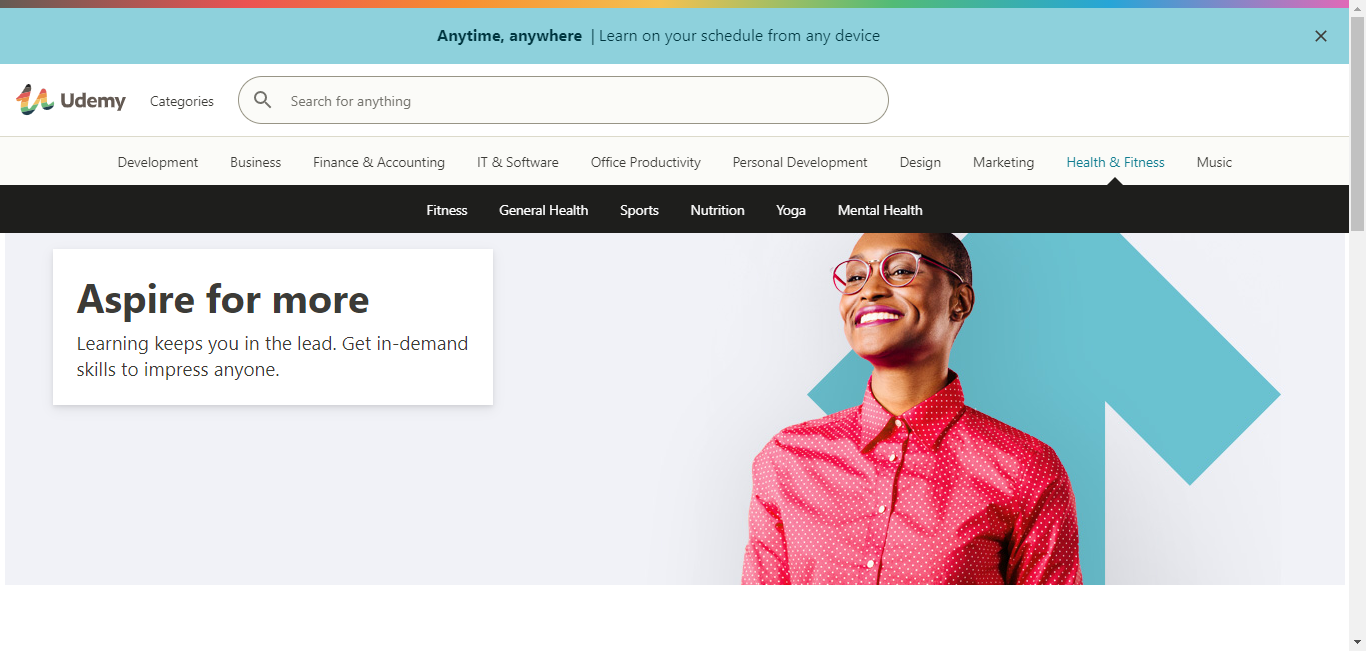 Anytime, anywhere | Learn on your schedule from any device
Udemy Categories Search for anything
Development Business Finance & Accounting IT & Software Office Productivity Personal Development Design Marketing Health & Fitness Music
Fitness General Health Sports Nutrition Yoga Mental Health
Aspire for more
Learning keeps you in the lead. Get in-demand
skills to impress anyone.